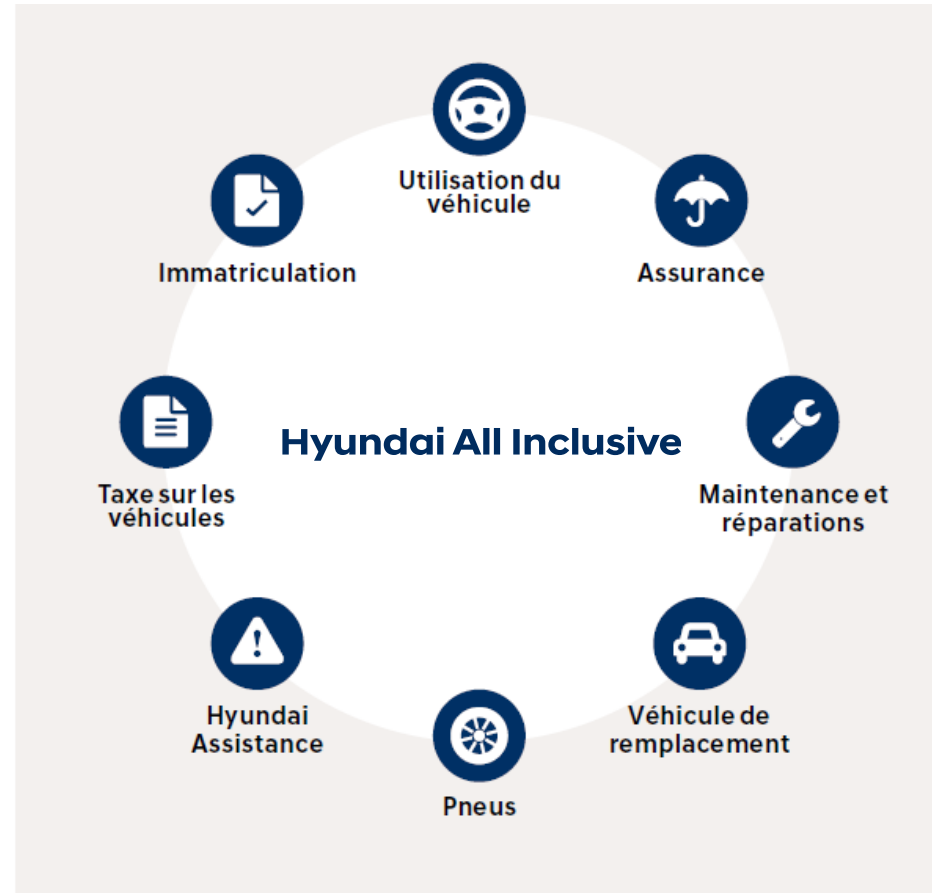 Utilisation du
véhicule
Immatriculation
Assurance
Hyundai All Inclusive
Taxe sur les
véhicules
Maintenance et
réparations
Hyundai
Assistance
Véhicule de
remplacement
Pneus